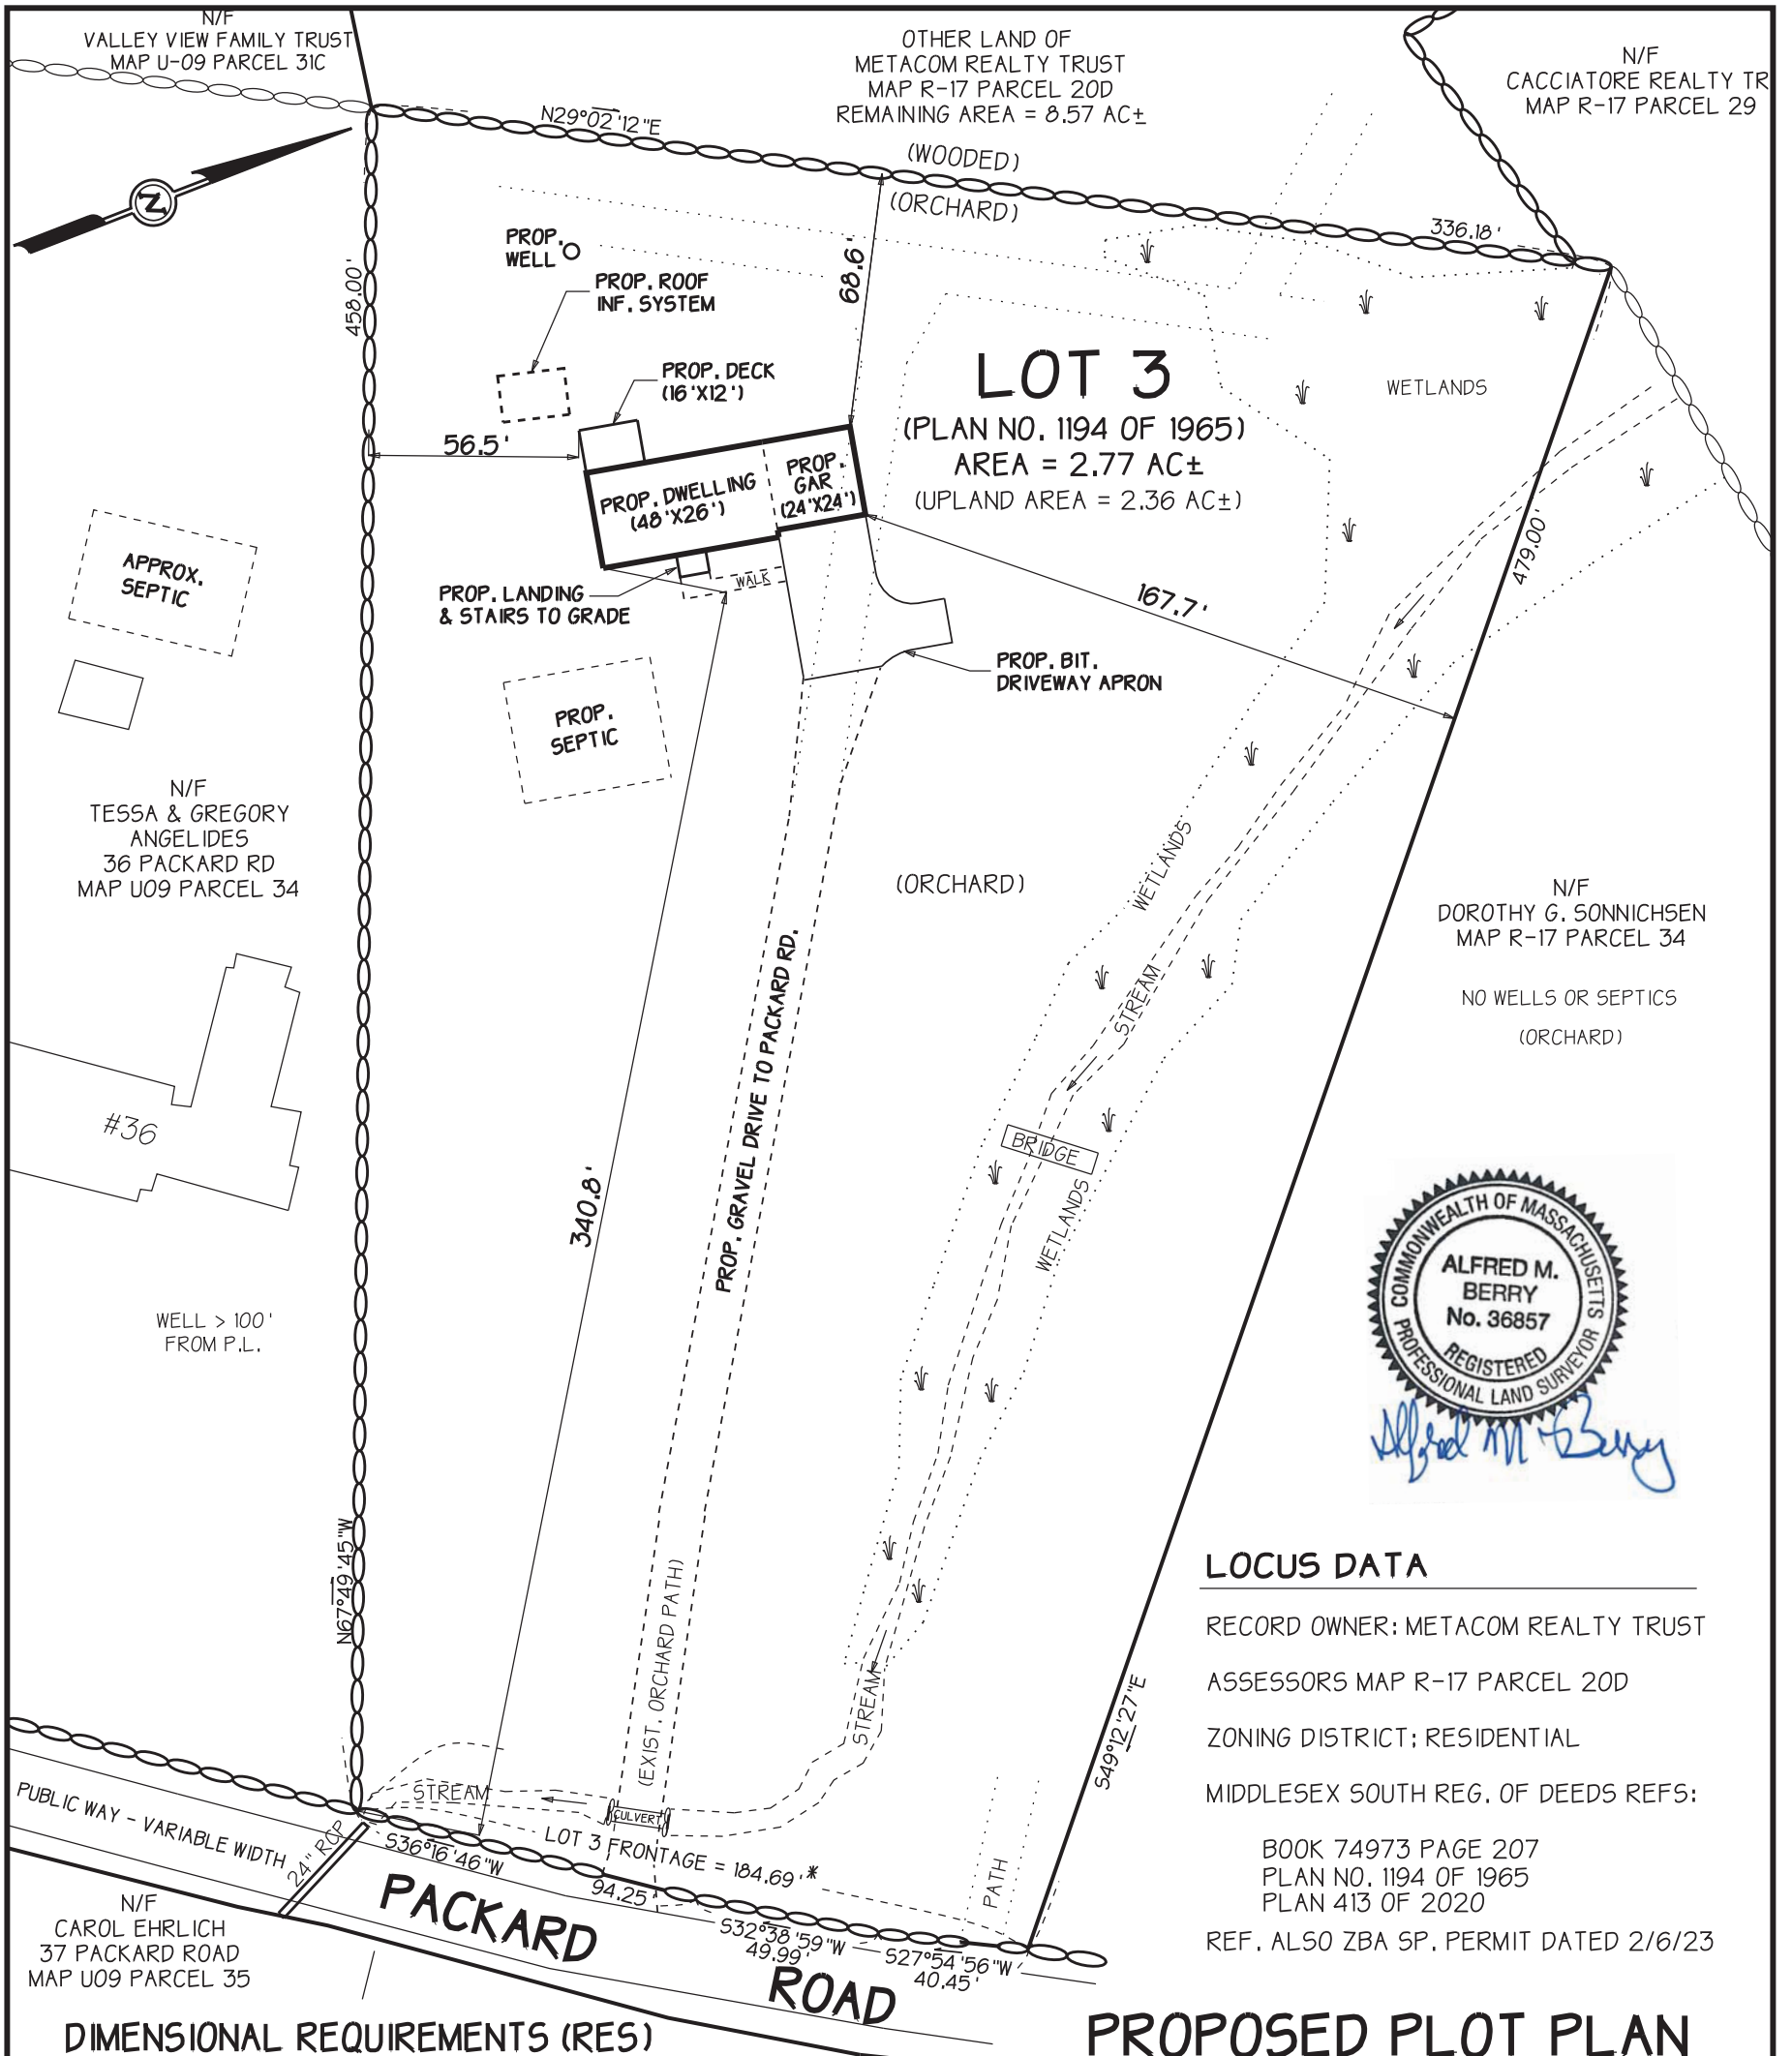 N/F
VALLEY VIEW FAMILY TRUST
MAP U-09 PARCEL 31C
OTHER LAND OF
METACOM REALTY TRUST
MAP R-17 PARCEL 20D
REMAINING AREA = 8.57 AC±
N/F
CACCIATORE REALTY TR
MAP R-17 PARCEL 29
N29°02'12"E
(WOODED)
(ORCHARD)
336.18'
N
458.00'
PROP.
WELL
PROP. ROOF
INF. SYSTEM
68.6'
PROP. DECK
(16'X12')
LOT 3
(PLAN NO. 1194 OF 1965)
AREA = 2.77 AC±
(UPLAND AREA = 2.36 AC±)
WETLANDS
56.5'
PROP. DWELLING
(48'X26')
PROP.
GAR
(24'X24')
479.00'
APPROX.
SEPTIC
PROP. LANDING
& STAIRS TO GRADE
WALK
167.7'
PROP. BIT.
DRIVEWAY APRON
PROP.
SEPTIC
N/F
TESSA & GREGORY
ANGELIDES
36 PACKARD RD
MAP U09 PARCEL 34
WETLANDS
(ORCHARD)
N/F
DOROTHY G. SONNICHSEN
MAP R-17 PARCEL 34
NO WELLS OR SEPTICS
(ORCHARD)
PROP. GRAVEL DRIVE TO PACKARD RD.
STREAM
#36
BRIDGE
WETLANDS
340.8'
WELL > 100'
FROM P.L.
COMMONWEALTH OF MASSACHUSETTS
ALFRED M.
BERRY
No. 36857
REGISTERED
PROFESSIONAL LAND SURVEYOR
Alfred M Berry
N67°49'45"W
(EXIST. ORCHARD PATH)
STREAM
S49°12'27"E
LOCUS DATA
RECORD OWNER: METACOM REALTY TRUST
ASSESSORS MAP R-17 PARCEL 20D
ZONING DISTRICT: RESIDENTIAL
MIDDLESEX SOUTH REG. OF DEEDS REFS:
BOOK 74973 PAGE 207
PLAN NO. 1194 OF 1965
PLAN 413 OF 2020
REF. ALSO ZBA SP. PERMIT DATED 2/6/23
STREAM
CULVERT
PUBLIC WAY - VARIABLE WIDTH
24" RCP
S36°16'46"W
94.25'
LOT 3 FRONTAGE = 184.69'*
PATH
S32°38'59"W
49.99'
S27°54'56"W
40.45'
PACKARD
ROAD
N/F
CAROL EHRLICH
37 PACKARD ROAD
MAP U09 PARCEL 35
DIMENSIONAL REQUIREMENTS (RES)
PROPOSED PLOT PLAN